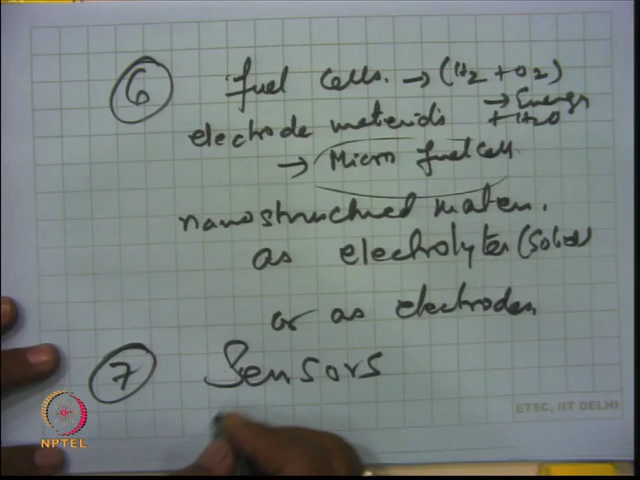 6 fuel cells. → (H2 + O2)
→ Energy
electrode materials + H2O
→ Micro fuel cell
nanostructured mater.
as electrolytes (solid)
or as electrodes
7 Sensors
ETSC, IIT DELHI
NPTEL